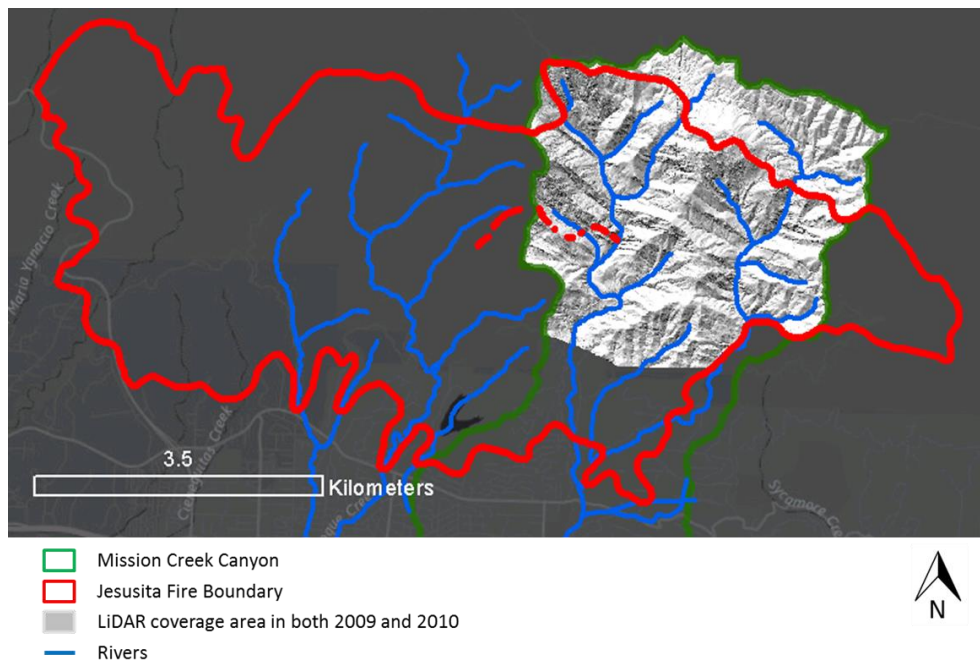 Maria Ygnacio Creek
Cieneguitas Creek
Sycamore Cre
3.5
Kilometers
Mission Creek Canyon
Jesusita Fire Boundary
LiDAR coverage area in both 2009 and 2010
Rivers
N